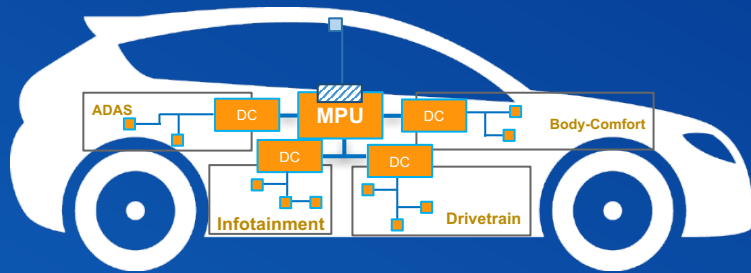 ADAS
DC
MPU
DC
Body-Comfort
DC
DC
Infotainment
Drivetrain